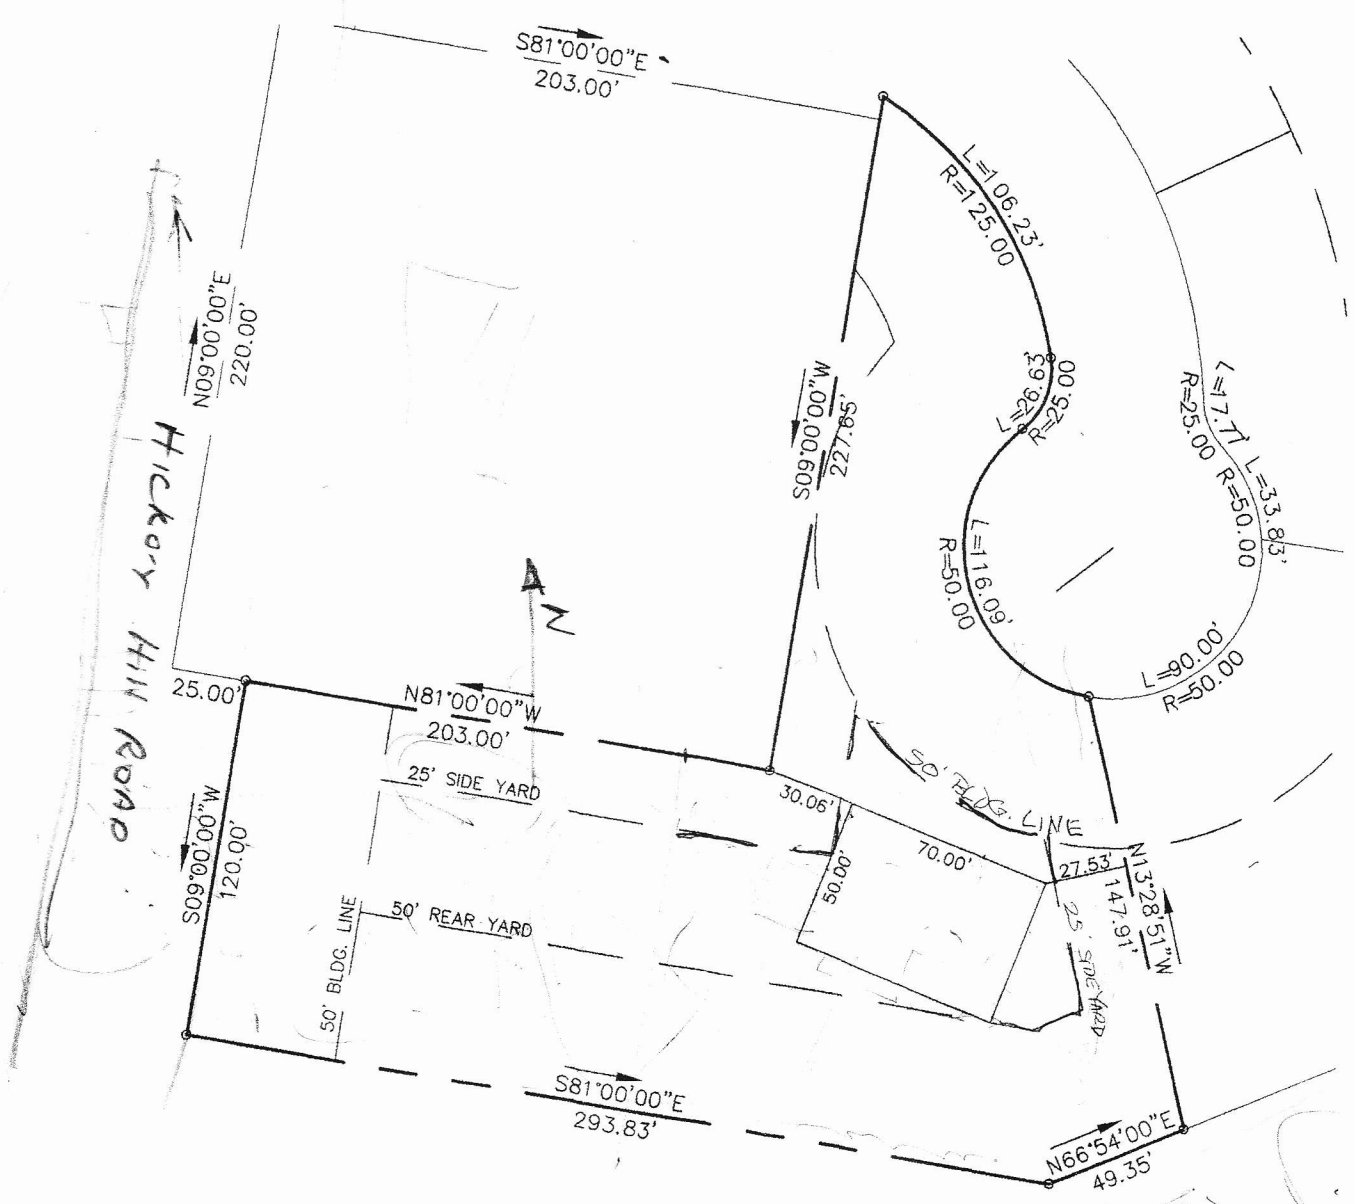 S81°00'00"E
203.00'
L=106.23'
R=125.00
N09°00'00"E
220.00'
L=26.63'
R=25.00
L=17.77'
R=25.00
S09°00'00"W
227.65'
L=33.83'
R=50.00
HICKORY HILL ROAD
L=116.09'
R=50.00
N
L=90.00'
R=50.00
25.00'
N81°00'00"W
203.00'
25' SIDE YARD
30.06'
50' BLDG. LINE
70.00'
50.00'
27.53'
N13°28'51"W
147.91'
S09°00'00"W
120.00'
50' REAR YARD
50' BLDG. LINE
25' SIDEYARD
S81°00'00"E
293.83'
N66°54'00"E
49.35'